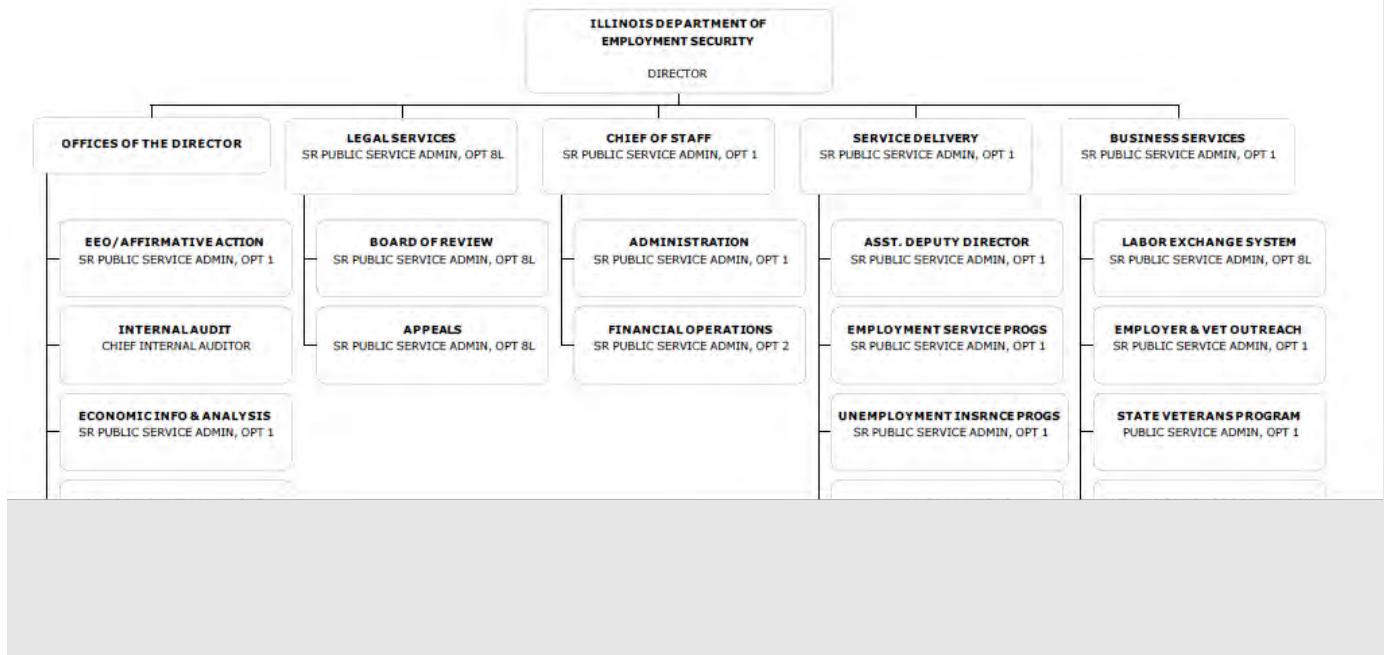 ILLINOIS DEPARTMENT OF
EMPLOYMENT SECURITY
DIRECTOR
OFFICES OF THE DIRECTOR
LEGAL SERVICES
SR PUBLIC SERVICE ADMIN, OPT 8L
CHIEF OF STAFF
SR PUBLIC SERVICE ADMIN, OPT 1
SERVICE DELIVERY
SR PUBLIC SERVICE ADMIN, OPT 1
BUSINESS SERVICES
SR PUBLIC SERVICE ADMIN, OPT 1
EEO/AFFIRMATIVE ACTION
SR PUBLIC SERVICE ADMIN, OPT 1
BOARD OF REVIEW
SR PUBLIC SERVICE ADMIN, OPT 8L
ADMINISTRATION
SR PUBLIC SERVICE ADMIN, OPT 1
ASST. DEPUTY DIRECTOR
SR PUBLIC SERVICE ADMIN, OPT 1
LABOR EXCHANGE SYSTEM
SR PUBLIC SERVICE ADMIN, OPT 8L
INTERNAL AUDIT
CHIEF INTERNAL AUDITOR
APPEALS
SR PUBLIC SERVICE ADMIN, OPT 8L
FINANCIAL OPERATIONS
SR PUBLIC SERVICE ADMIN, OPT 2
EMPLOYMENT SERVICE PROGS
SR PUBLIC SERVICE ADMIN, OPT 1
EMPLOYER & VET OUTREACH
SR PUBLIC SERVICE ADMIN, OPT 1
ECONOMIC INFO & ANALYSIS
SR PUBLIC SERVICE ADMIN, OPT 1
UNEMPLOYMENT INSRNCE PROGS
SR PUBLIC SERVICE ADMIN, OPT 1
STATE VETERANS PROGRAM
PUBLIC SERVICE ADMIN, OPT 1